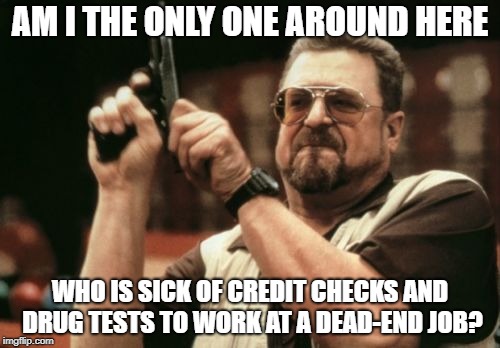 AM I THE ONLY ONE AROUND HERE
WHO IS SICK OF CREDIT CHECKS AND
DRUG TESTS TO WORK AT A DEAD-END JOB?
imgflip.com